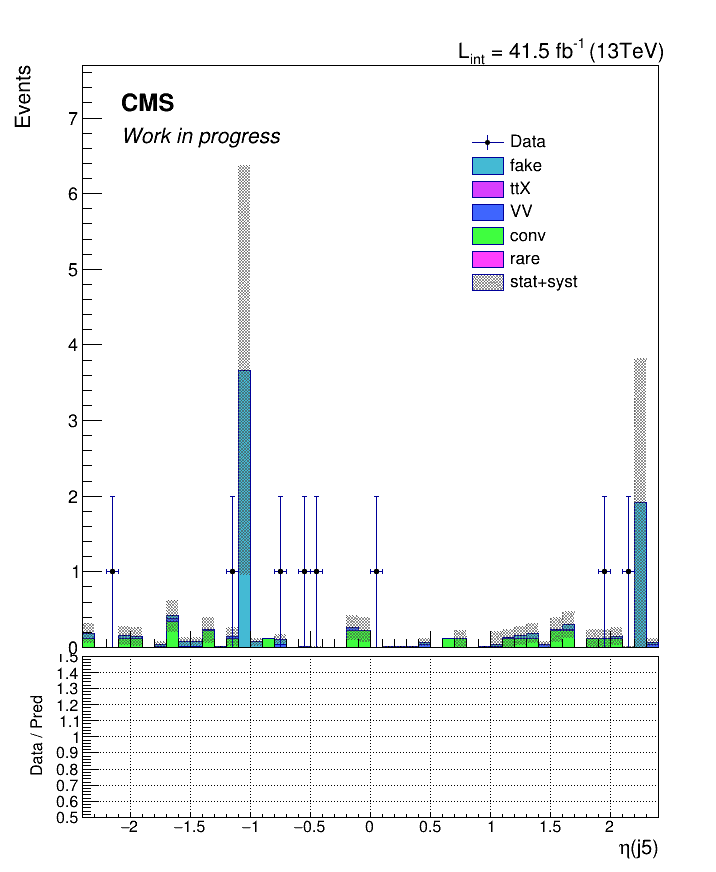 L_int = 41.5 fb^-1 (13TeV)
Events
CMS
Work in progress
Data
fake
ttX
VV
conv
rare
stat+syst
7
6
5
4
3
2
1
0
Data / Pred
1.5
1.4
1.3
1.2
1.1
1
0.9
0.8
0.7
0.6
0.5
−2 −1.5 −1 −0.5 0 0.5 1 1.5 2
η(j5)